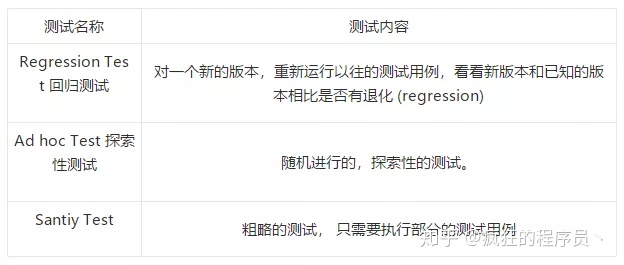 测试名称 测试内容
Regression Tes
t 回归测试
对一个新的版本，重新运行以往的测试用例，看看新版本和已知的版
本相比是否有退化 (regression)
Ad hoc Test 探索
性测试
随机进行的，探索性的测试。
Santiy Test
粗略的测试， 只需要执行部分的测试用例
知乎 @疯狂的程序员